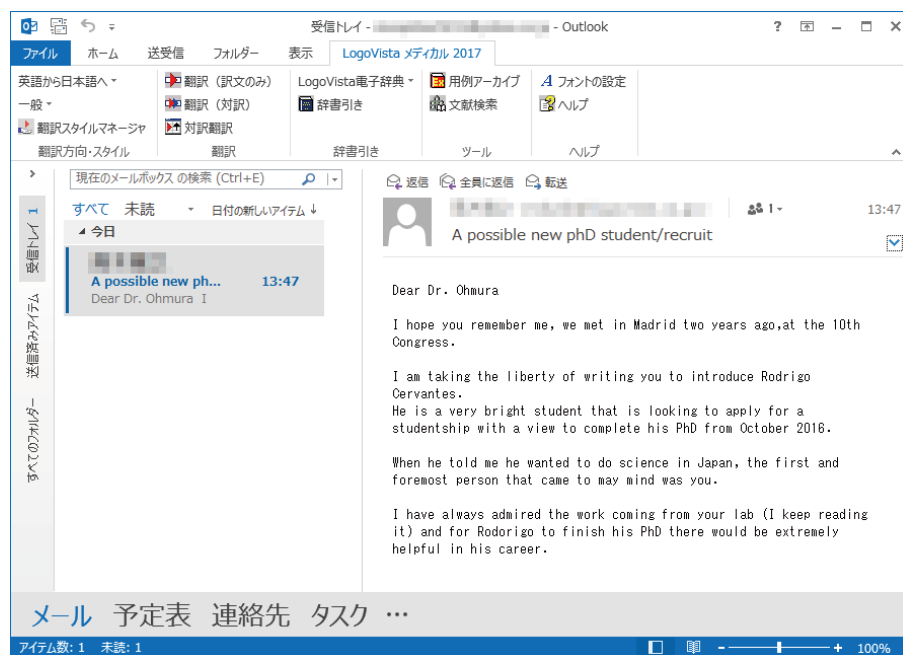 受信トレイ - - Outlook
ファイル ホーム 送受信 フォルダー 表示 LogoVista メディカル 2017
英語から日本語へ 翻訳（訳文のみ） LogoVista電子辞典 用例アーカイブ A フォントの設定
一般 翻訳（対訳） 辞書引き 文献検索 ヘルプ
翻訳スタイルマネージャ 対訳翻訳
翻訳方向・スタイル 翻訳 辞書引き ツール ヘルプ
現在のメールボックス の検索 (Ctrl+E)
すべて 未読 日付の新しいアイテム ↓
今日
A possible new ph... 13:47
Dear Dr. Ohmura I
受信トレイ 1
送信済みアイテム
すべてのフォルダー
返信 全員に返信 転送
1 13:47
A possible new phD student/recruit
Dear Dr. Ohmura
I hope you remember me, we met in Madrid two years ago,at the 10th
Congress.
I am taking the liberty of writing you to introduce Rodrigo
Cervantes.
He is a very bright student that is looking to apply for a
studentship with a view to complete his PhD from October 2016.
When he told me he wanted to do science in Japan, the first and
foremost person that came to may mind was you.
I have always admired the work coming from your lab (I keep reading
it) and for Rodorigo to finish his PhD there would be extremely
helpful in his career.
メール 予定表 連絡先 タスク ···
アイテム数: 1 未読: 1 100%